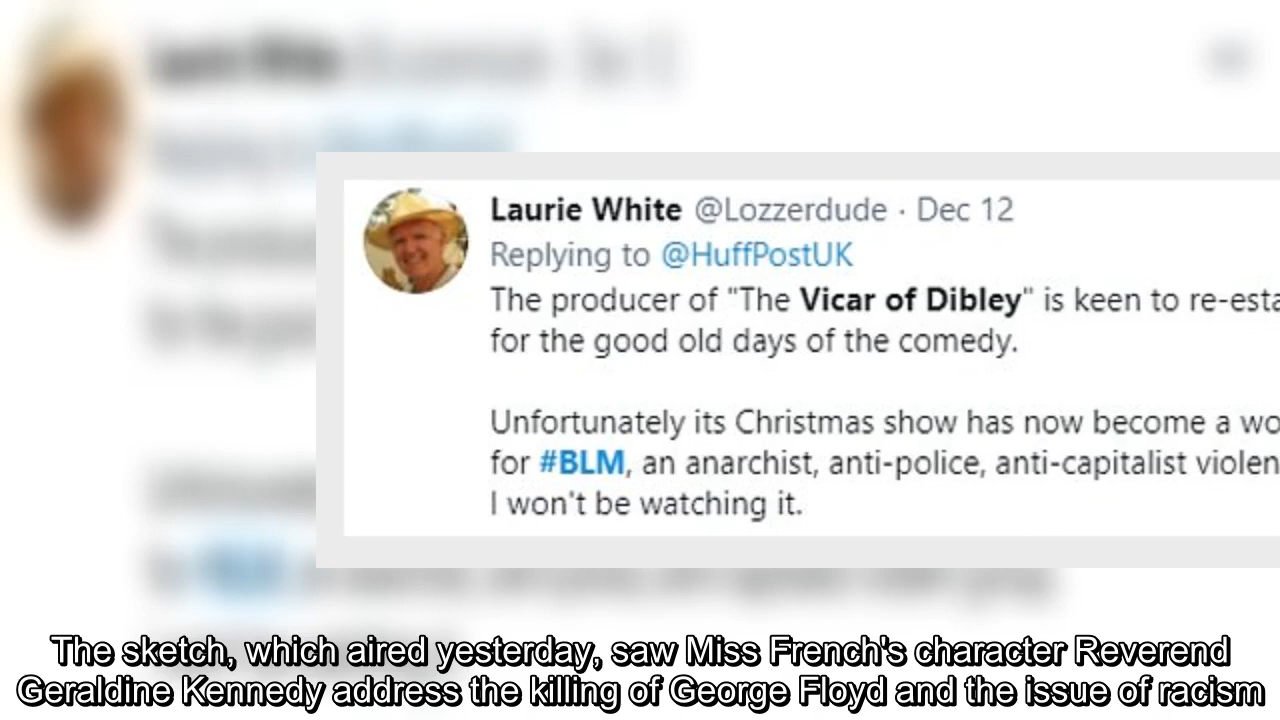 Laurie White @Lozzerdude · Dec 12
Replying to @HuffPostUK
The producer of "The Vicar of Dibley" is keen to re-esta
for the good old days of the comedy.
Unfortunately its Christmas show has now become a wo
for #BLM, an anarchist, anti-police, anti-capitalist violen
I won't be watching it.
The sketch, which aired yesterday, saw Miss French's character Reverend
Geraldine Kennedy address the killing of George Floyd and the issue of racism